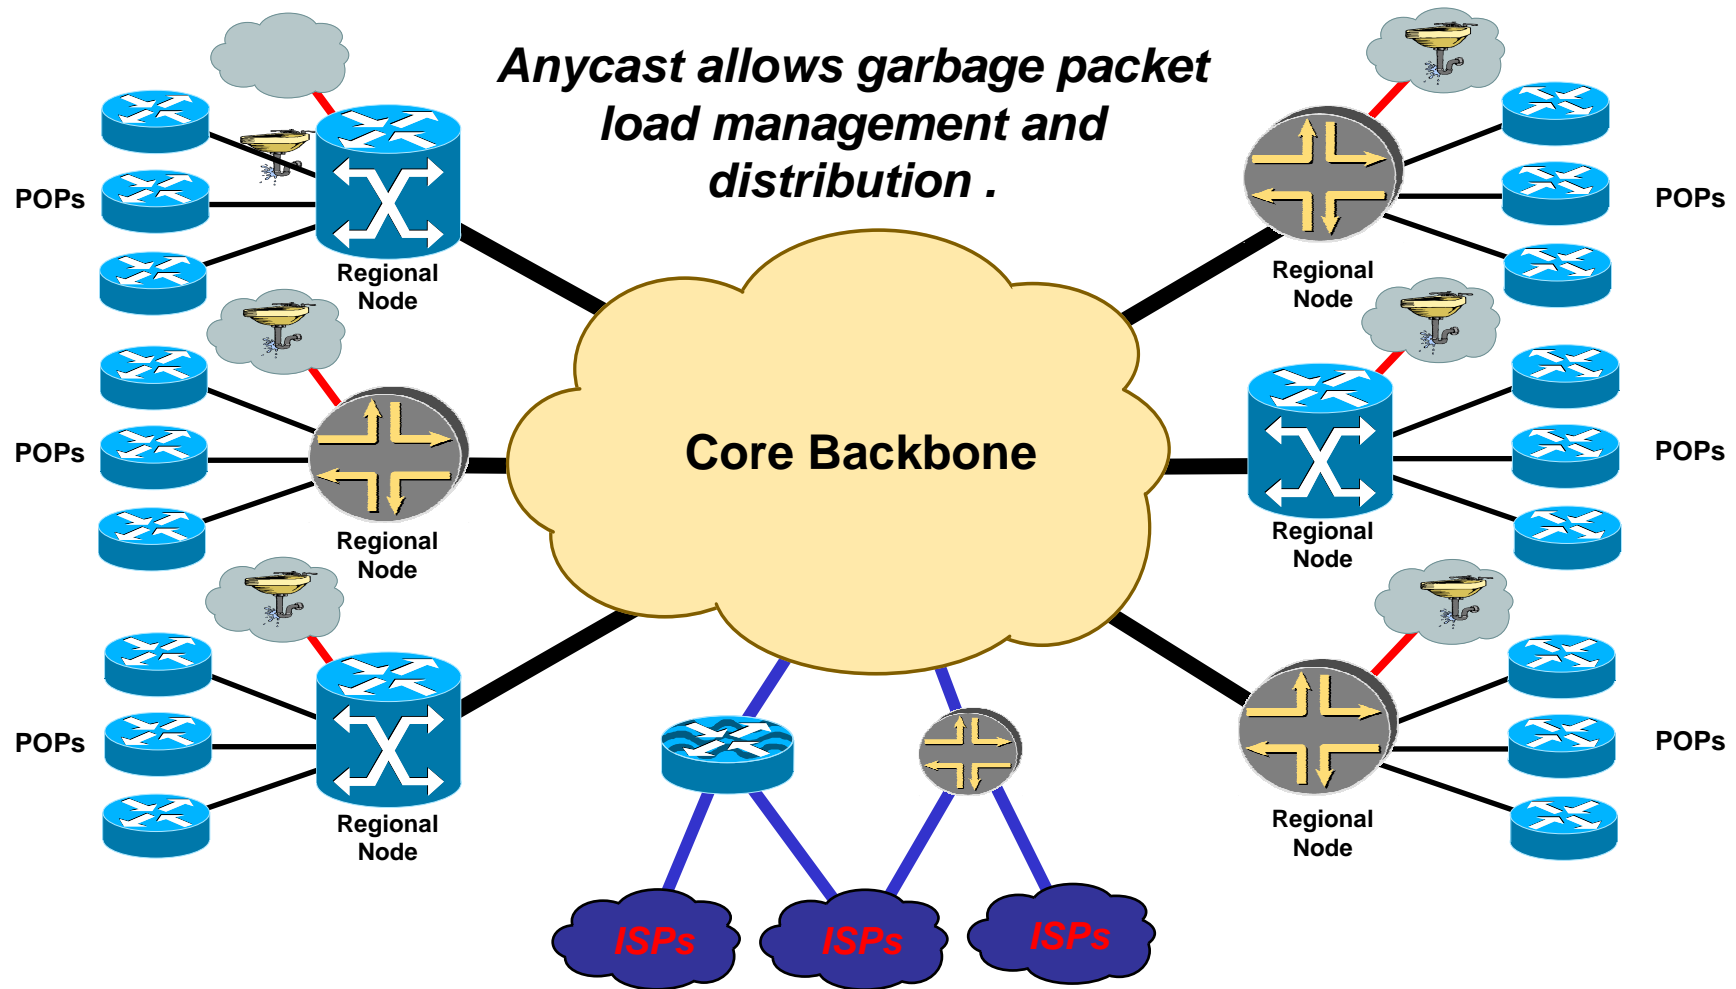 Anycast allows garbage packet
load management and
distribution .
POPs
Regional
Node
Regional
Node
POPs
POPs
Regional
Node
Core Backbone
Regional
Node
POPs
POPs
Regional
Node
Regional
Node
POPs
ISPs
ISPs
ISPs